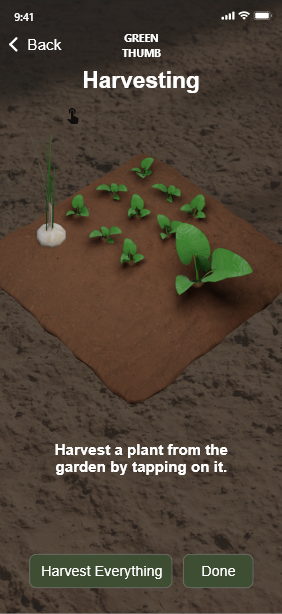 9:41
Back
GREEN
THUMB
Harvesting
Harvest a plant from the
garden by tapping on it.
Harvest Everything
Done